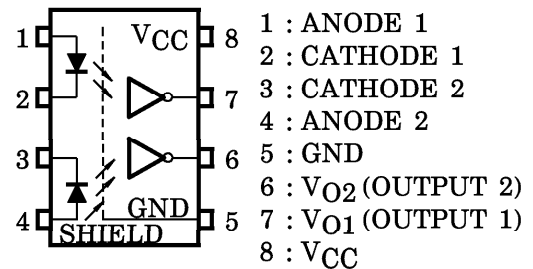 1 VCC 8
2 7
3 6
4 GND 5
SHIELD
1 : ANODE 1
2 : CATHODE 1
3 : CATHODE 2
4 : ANODE 2
5 : GND
6 : VO2 (OUTPUT 2)
7 : VO1 (OUTPUT 1)
8 : VCC